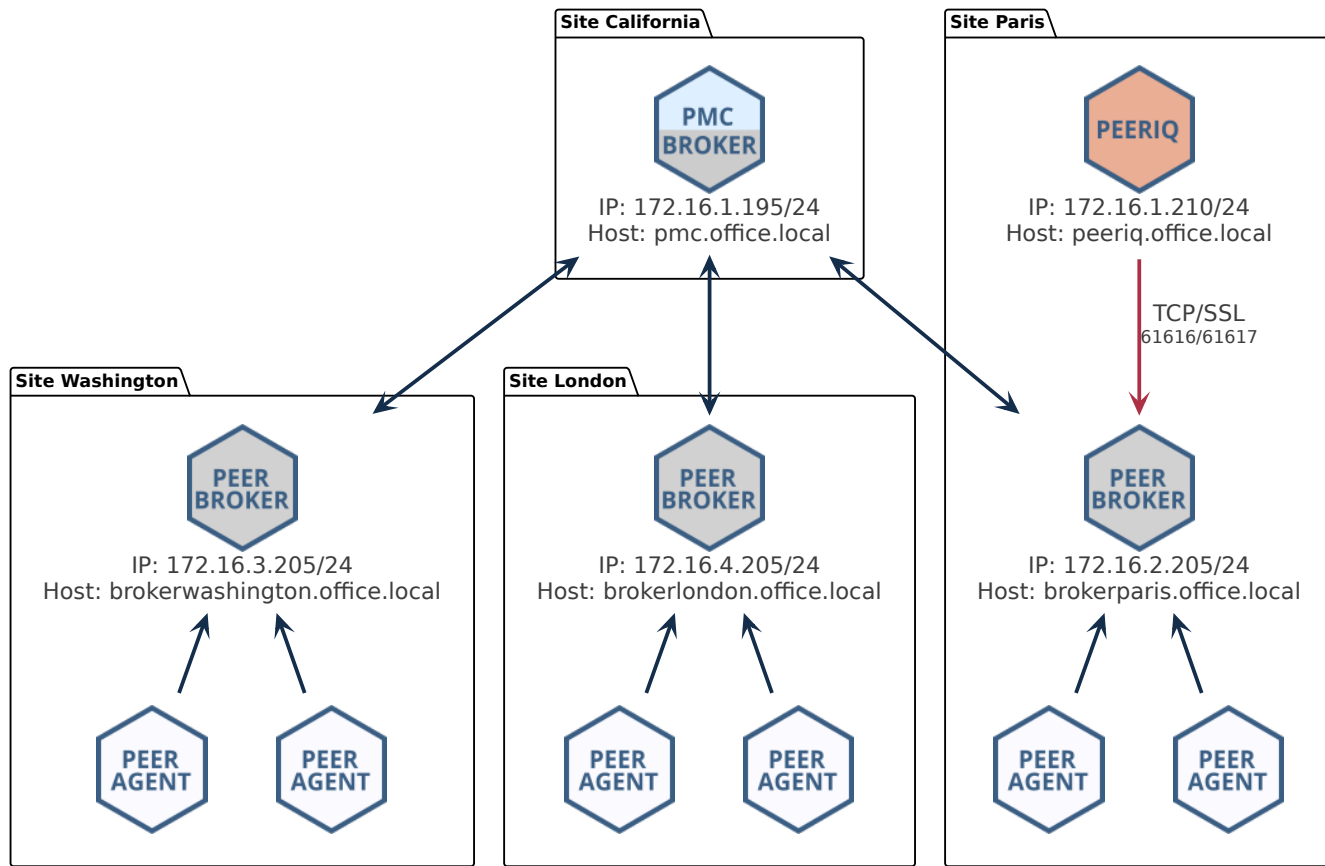 Site California
PMC
BROKER
IP: 172.16.1.195/24
Host: pmc.office.local
Site Paris
PEERIQ
IP: 172.16.1.210/24
Host: peeriq.office.local
TCP/SSL
61616/61617
Site Washington
PEER
BROKER
IP: 172.16.3.205/24
Host: brokerwashington.office.local
PEER
AGENT
PEER
AGENT
Site London
PEER
BROKER
IP: 172.16.4.205/24
Host: brokerlondon.office.local
PEER
AGENT
PEER
AGENT
PEER
BROKER
IP: 172.16.2.205/24
Host: brokerparis.office.local
PEER
AGENT
PEER
AGENT